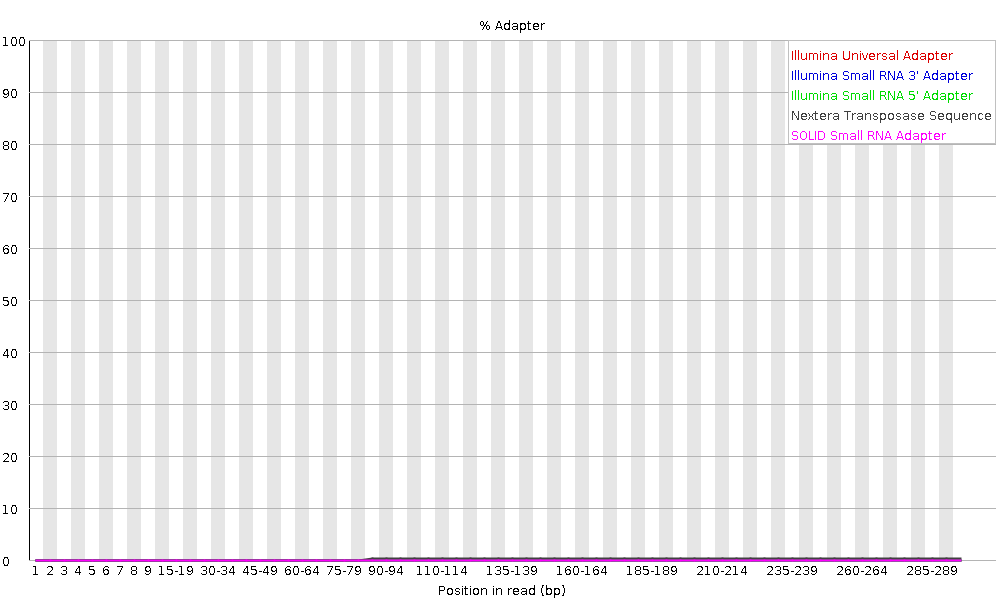 % Adapter
100
90
80
70
60
50
40
30
20
10
0
Illumina Universal Adapter
Illumina Small RNA 3' Adapter
Illumina Small RNA 5' Adapter
Nextera Transposase Sequence
SOLID Small RNA Adapter
1 2 3 4 5 6 7 8 9 15-19 30-34 45-49 60-64 75-79 90-94 110-114 135-139 160-164 185-189 210-214 235-239 260-264 285-289
Position in read (bp)